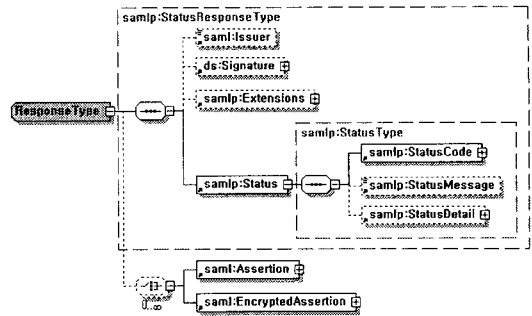 samlp:StatusResponseType
saml:Issuer
ds:Signature
samlp:Extensions
ResponseType
samlp:StatusType
samlp:StatusCode
samlp:Status
samlp:StatusMessage
samlp:StatusDetail
saml:Assertion
0..∞
saml:EncryptedAssertion